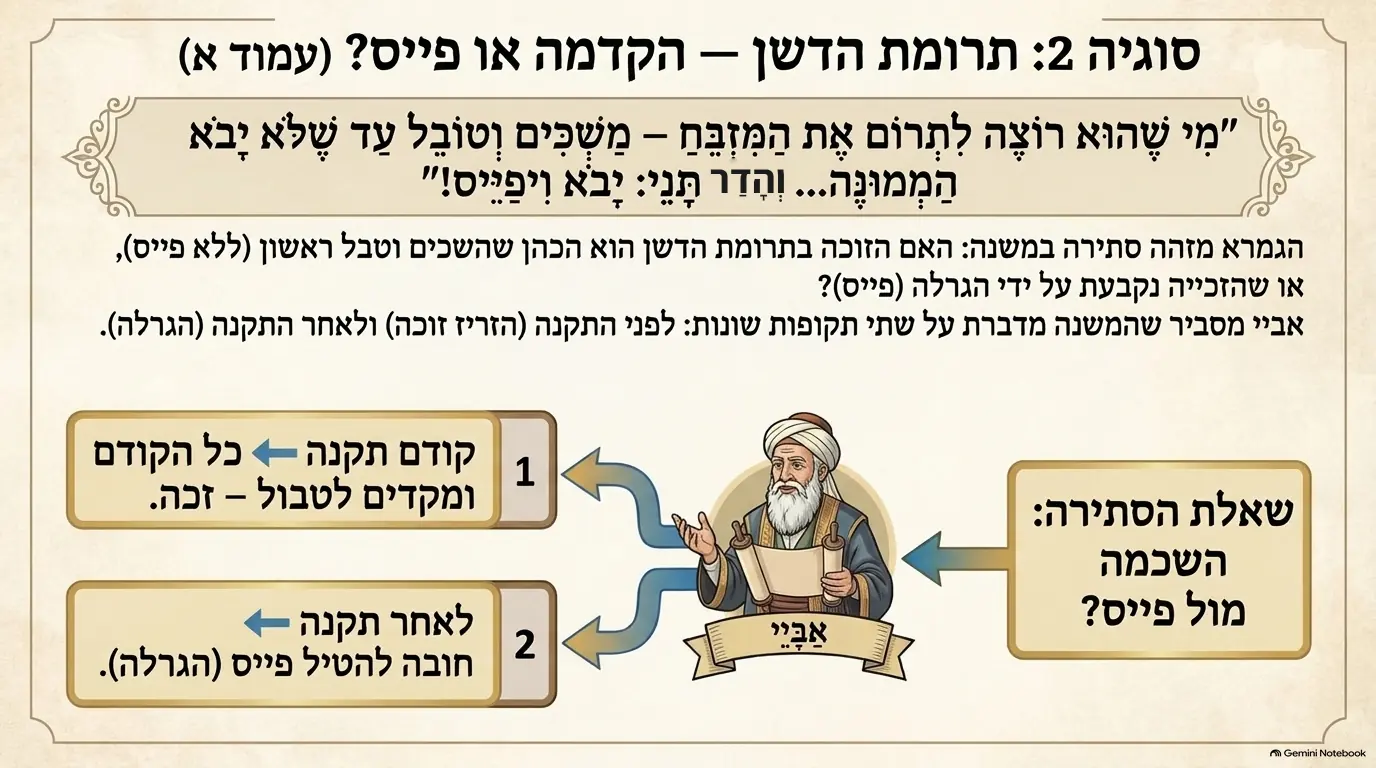 סוגיה 2: תרומת הדשן – הקדמה או פייס? (עמוד א)
"מִי שֶׁהוּא רוֹצֶה לִתְרוֹם אֶת הַמִּזְבֵּחַ – מַשְׁכִּים וְטוֹבֵל עַד שֶׁלֹּא יָבֹא
הַמְמוּנֶּה... וְהָדַר תָּנֵי: יָבֹא וִיפַיֵּיס!"
הגמרא מזהה סתירה במשנה: האם הזוכה בתרומת הדשן הוא הכהן שהשכים וטבל ראשון (ללא פייס),
או שהזכייה נקבעת על ידי הגרלה (פייס)?
אביי מסביר שהמשנה מדברת על שתי תקופות שונות: לפני התקנה (הזריז זוכה) ולאחר התקנה (הגרלה).
שאלת הסתירה:
השכמה
מול פייס?
אַבָּיֵי
1
קודם תקנה ← כל הקודם
ומקדים לטבול – זכה.
2
לאחר תקנה ←
חובה להטיל פייס (הגרלה).
Gemini Notebook